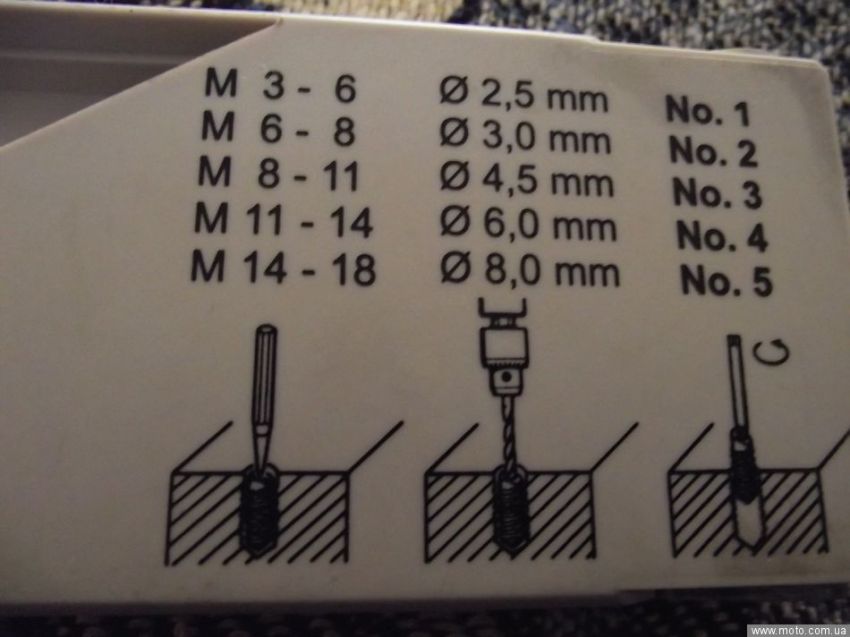 M 3 - 6 Ø 2,5 mm No. 1
M 6 - 8 Ø 3,0 mm No. 2
M 8 - 11 Ø 4,5 mm No. 3
M 11 - 14 Ø 6,0 mm No. 4
M 14 - 18 Ø 8,0 mm No. 5
www.moto.com.ua